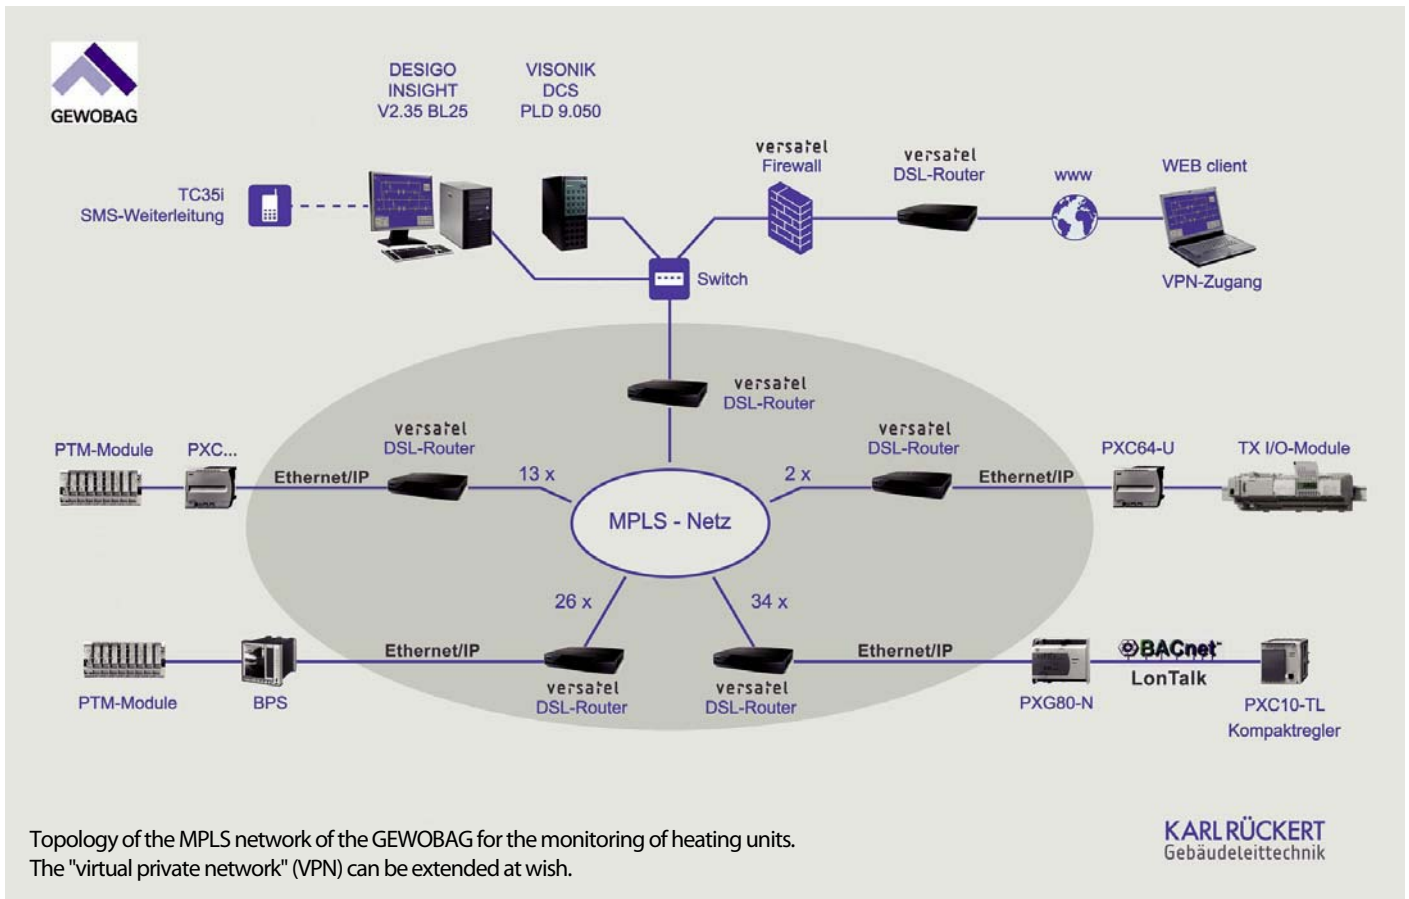 GEWOBAG
DESIGO
INSIGHT
V2.35 BL25
VISONIK
DCS
PLD 9.050
versatel
Firewall
versatel
DSL-Router
www
WEB client
TC35i
SMS-Weiterleitung
Switch
VPN-Zugang
versatel
DSL-Router
PTM-Module
PXC...
Ethernet/IP
versatel
DSL-Router
13 x
MPLS - Netz
2 x
versatel
DSL-Router
Ethernet/IP
PXC64-U
TX I/O-Module
26 x
34 x
PTM-Module
BPS
Ethernet/IP
versatel
DSL-Router
versatel
DSL-Router
Ethernet/IP
PXG80-N
BACnet™
LonTalk
PXC10-TL
Kompaktregler
Topology of the MPLS network of the GEWOBAG for the monitoring of heating units.
The "virtual private network" (VPN) can be extended at wish.
KARL RÜCKERT
Gebäudeleittechnik